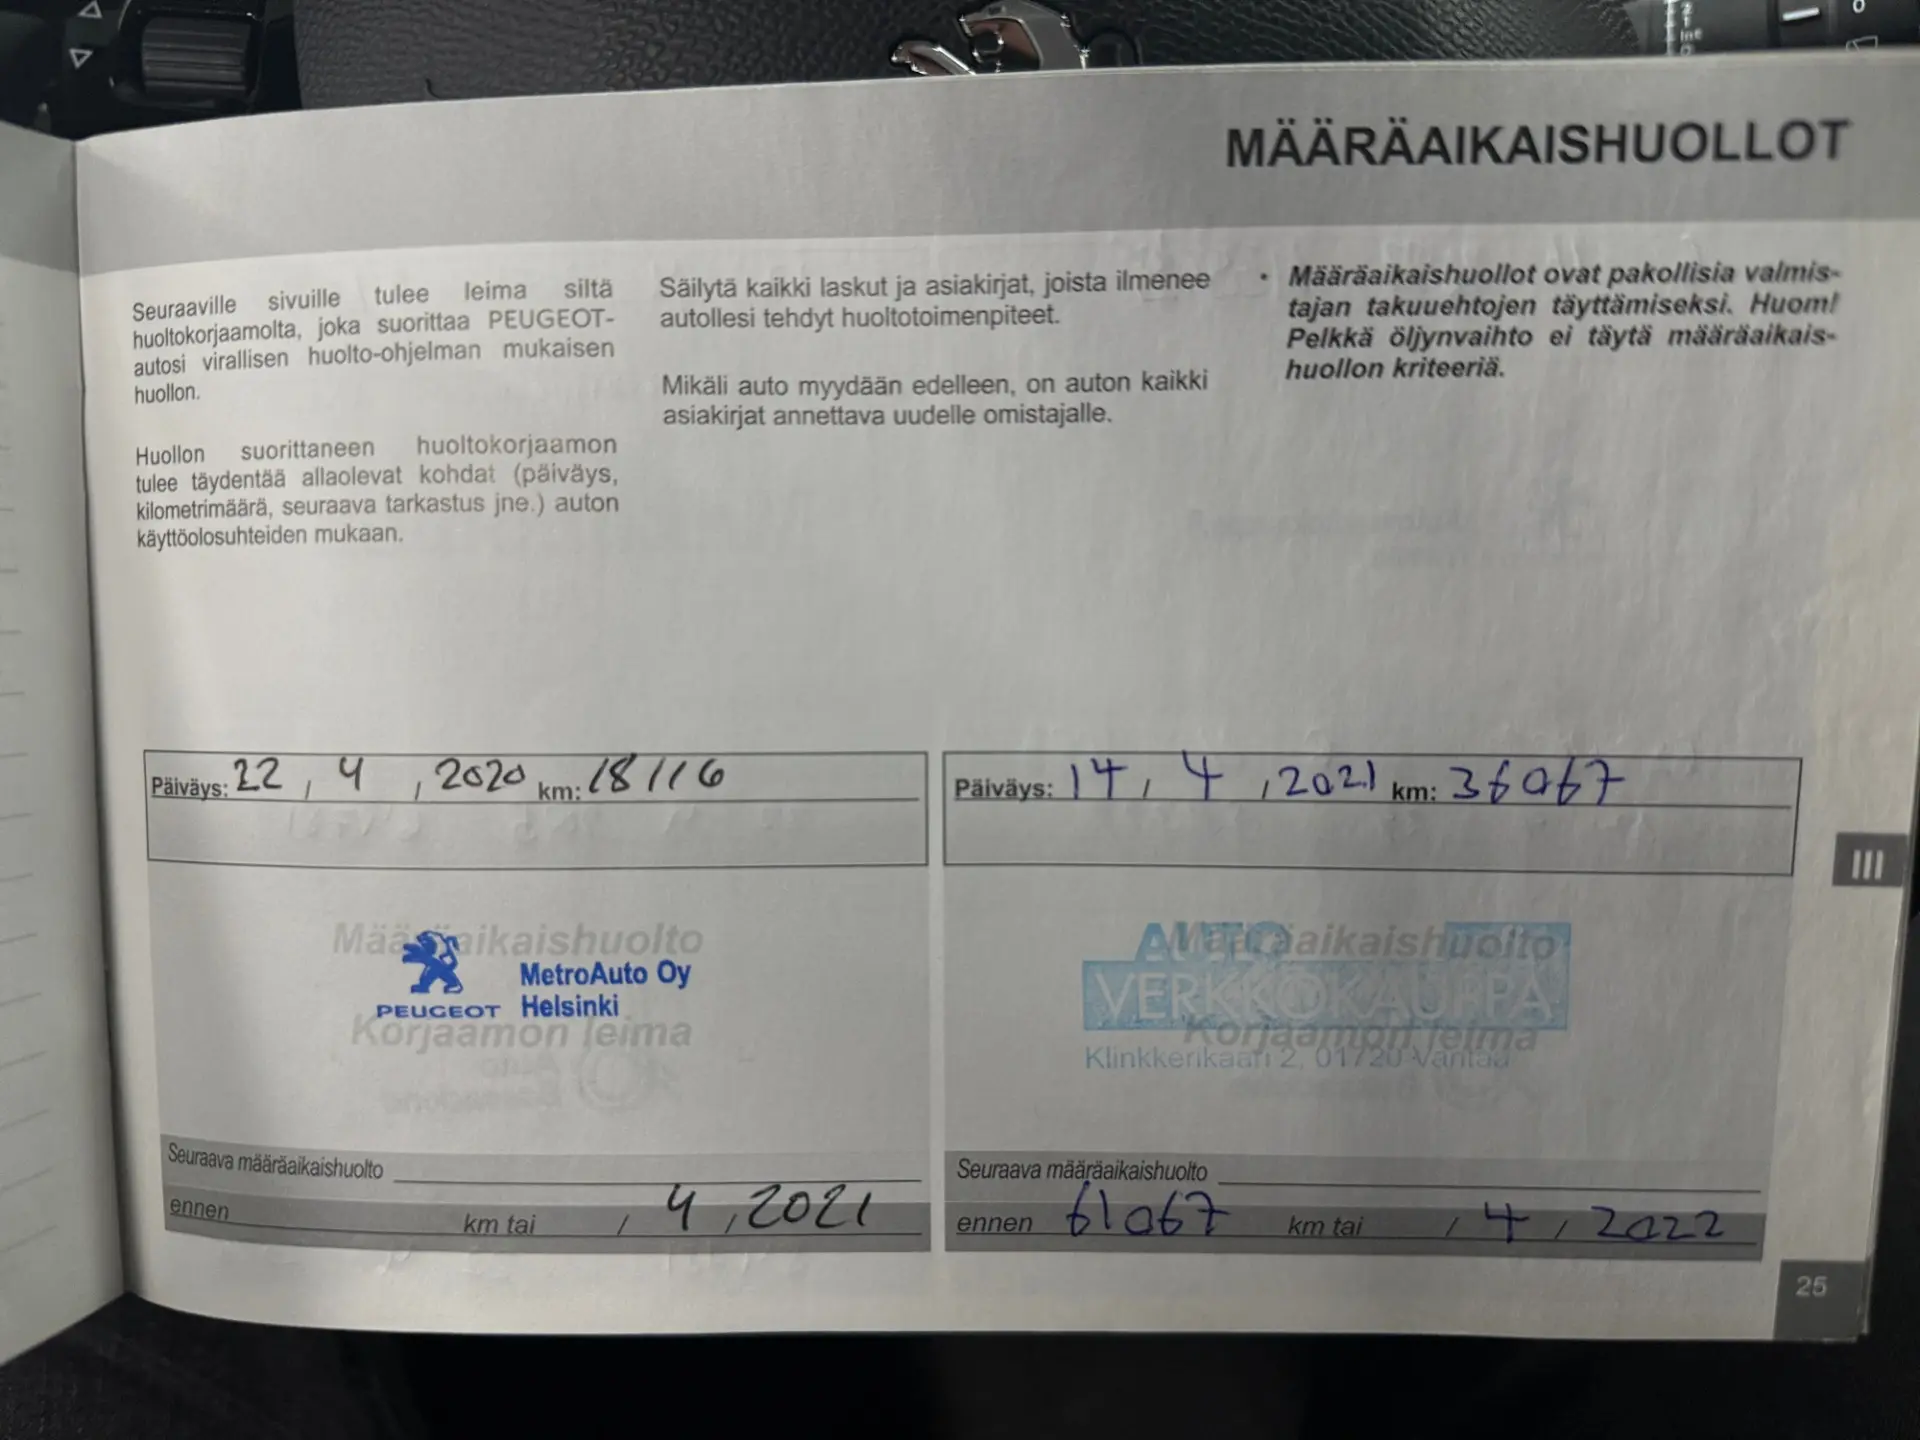 MÄÄRÄAIKAISHUOLLOT
Seuraaville sivuille tulee leima siltä
huoltokorjaamolta, joka suorittaa PEUGEOT-
autosi virallisen huolto-ohjelman mukaisen
huollon.
Huollon suorittaneen huoltokorjaamon
tulee täydentää allaolevat kohdat (päiväys,
kilometrimäärä, seuraava tarkastus jne.) auton
käyttöolosuhteiden mukaan.
Säilytä kaikki laskut ja asiakirjat, joista ilmenee
autollesi tehdyt huoltotoimenpiteet.
Mikäli auto myydään edelleen, on auton kaikki
asiakirjat annettava uudelle omistajalle.
• Määräaikaishuollot ovat pakollisia valmis-
tajan takuuehtojen täyttämiseksi. Huom!
Pelkkä öljynvaihto ei täytä määräaikais-
huollon kriteeriä.
Päiväys: 22 / 4 / 2020 km: 18116
Määräaikaishuolto
MetroAuto Oy
PEUGEOT Helsinki
Korjaamon leima
Seuraava määräaikaishuolto
ennen km tai / 4 / 2021
Päiväys: 14 / 4 / 2021 km: 36067
Määräaikaishuolto
AUTO
VERKKOKAUPPA
Korjaamon leima
Klinkkerikaari 2, 01720 Vantaa
Seuraava määräaikaishuolto
ennen 61067 km tai / 4 / 2022
III
25